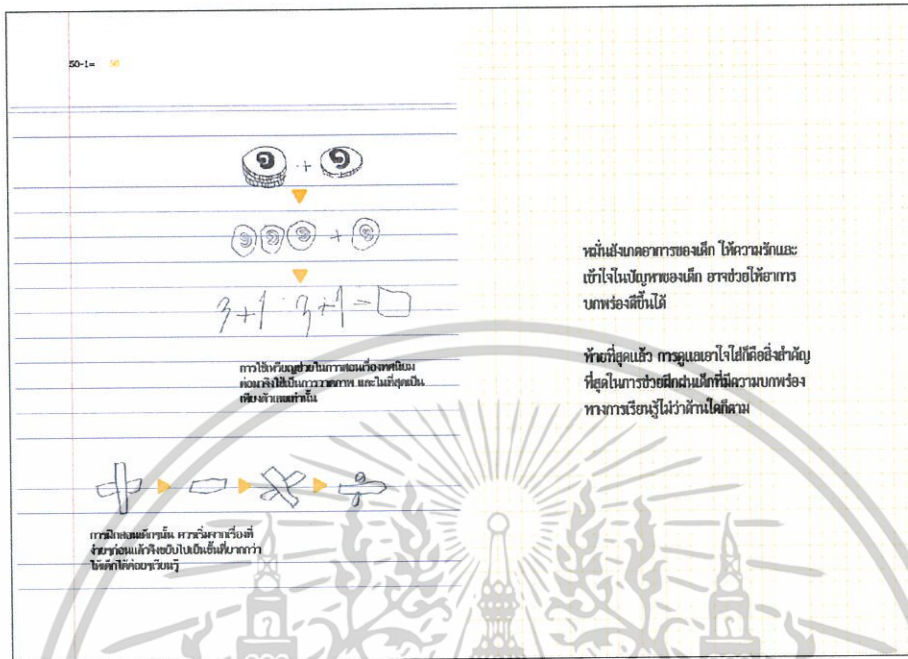 50-1= 50
3+1 3+1=
การใช้เหรียญช่วยในการสอนเรื่องทศนิยม
ต่อมาจึงใช้เป็นการวาดภาพ และในที่สุดเป็น
เพียงตัวเลขเท่านั้น
การฝึกสอนเด็กๆนั้น ควรเริ่มจากเรื่องที่
ง่ายๆก่อนแล้วจึงขยับไปเป็นขั้นที่ยากกว่า
ให้เด็กได้ค่อยๆเรียนรู้
หมั่นสังเกตอาการของเด็ก ให้ความรักและ
เข้าใจในปัญหาของเด็ก อาจช่วยให้อาการ
บกพร่องดีขึ้นได้
ท้ายที่สุดแล้ว การดูแลเอาใจใส่ก็คือสิ่งสำคัญ
ที่สุดในการช่วยฝึกฝนเด็กที่มีความบกพร่อง
ทางการเรียนรู้ไม่ว่าด้านใดก็ตาม